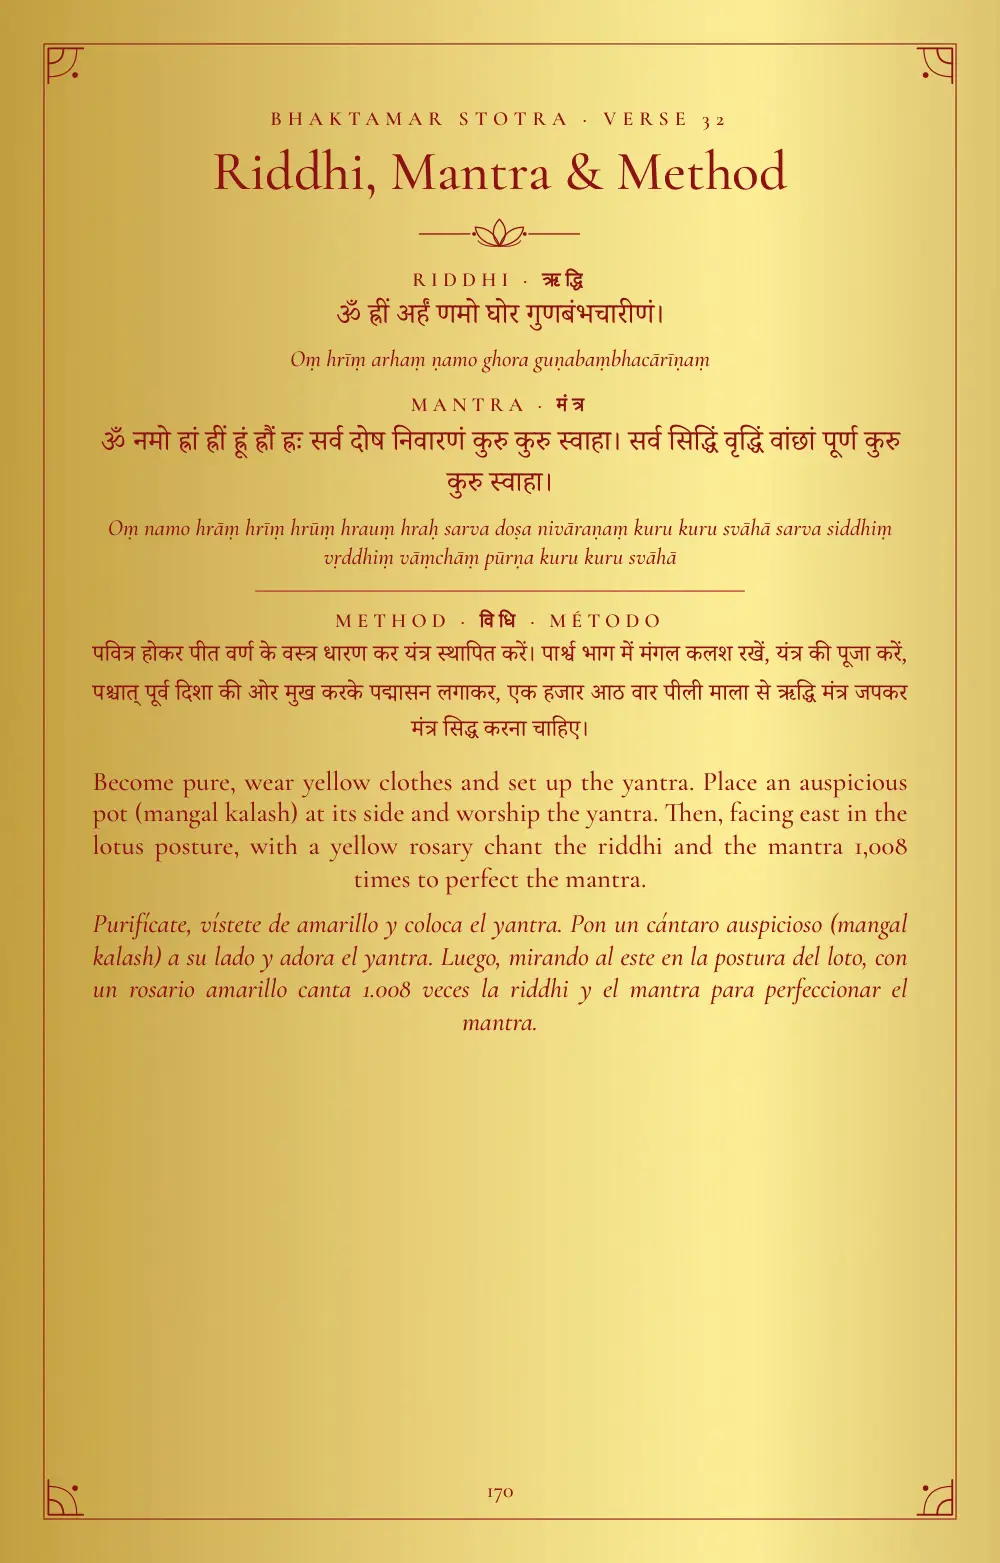 BHAKTAMAR STOTRA · VERSE 32
Riddhi, Mantra & Method
RIDDHI · ऋद्धि
ॐ ह्रीं अर्हं णमो घोर गुणबंभचारीणं।
Oṃ hrīṃ arhaṃ ṇamo ghora guṇabaṃbhacārīṇaṃ
MANTRA · मंत्र
ॐ नमो ह्रां ह्रीं ह्रूं ह्रौं ह्रः सर्व दोष निवारणं कुरु कुरु स्वाहा। सर्व सिद्धिं वृद्धिं वांछां पूर्ण कुरु
कुरु स्वाहा।
Oṃ namo hrāṃ hrīṃ hrūṃ hrauṃ hraḥ sarva doṣa nivāraṇaṃ kuru kuru svāhā sarva siddhiṃ
vṛddhiṃ vāṃchāṃ pūrṇa kuru kuru svāhā
METHOD · विधि · MÉTODO
पवित्र होकर पीत वर्ण के वस्त्र धारण कर यंत्र स्थापित करें। पार्श्व भाग में मंगल कलश रखें, यंत्र की पूजा करें,
पश्चात् पूर्व दिशा की ओर मुख करके पद्मासन लगाकर, एक हजार आठ वार पीली माला से ऋद्धि मंत्र जपकर
मंत्र सिद्ध करना चाहिए।
Become pure, wear yellow clothes and set up the yantra. Place an auspicious
pot (mangal kalash) at its side and worship the yantra. Then, facing east in the
lotus posture, with a yellow rosary chant the riddhi and the mantra 1,008
times to perfect the mantra.
Purifícate, vístete de amarillo y coloca el yantra. Pon un cántaro auspicioso (mangal
kalash) a su lado y adora el yantra. Luego, mirando al este en la postura del loto, con
un rosario amarillo canta 1.008 veces la riddhi y el mantra para perfeccionar el
mantra.
170